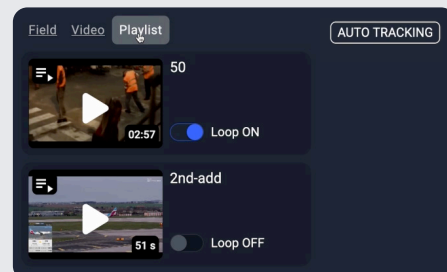 Field Video Playlist
AUTO TRACKING
50
02:57
Loop ON
2nd-add
51 s
Loop OFF